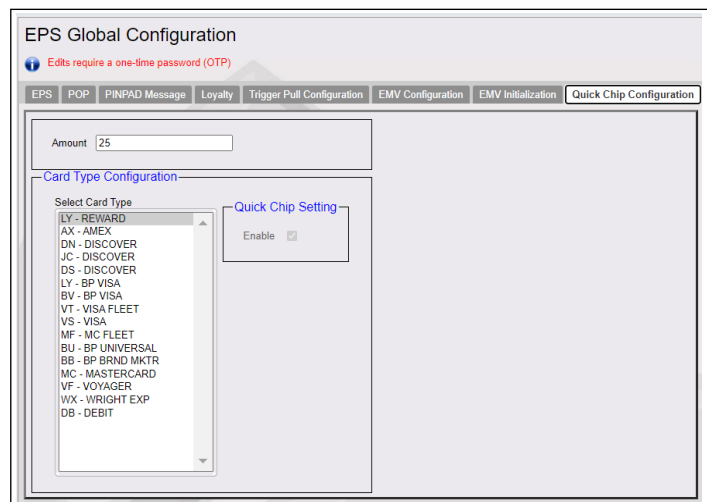 EPS Global Configuration
Edits require a one-time password (OTP)
EPS POP PINPAD Message Loyalty Trigger Pull Configuration EMV Configuration EMV Initialization Quick Chip Configuration
Amount 25
Card Type Configuration
Select Card Type
LY - REWARD
AX - AMEX
DN - DISCOVER
JC - DISCOVER
DS - DISCOVER
LY - BP VISA
BV - BP VISA
VT - VISA FLEET
VS - VISA
MF - MC FLEET
BU - BP UNIVERSAL
BB - BP BRND MKTR
MC - MASTERCARD
VF - VOYAGER
WX - WRIGHT EXP
DB - DEBIT
Quick Chip Setting
Enable